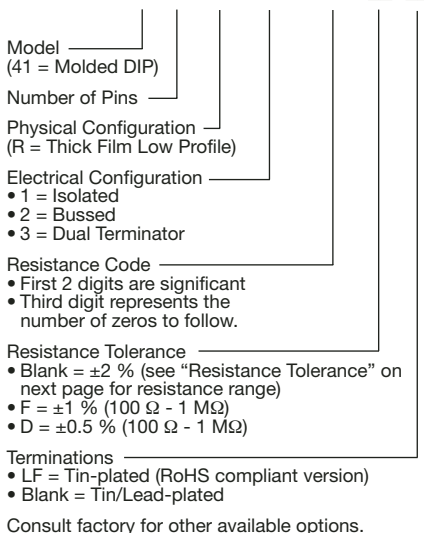 Model
(41 = Molded DIP)
Number of Pins
Physical Configuration
(R = Thick Film Low Profile)
Electrical Configuration
• 1 = Isolated
• 2 = Bussed
• 3 = Dual Terminator
Resistance Code
• First 2 digits are significant
• Third digit represents the
number of zeros to follow.
Resistance Tolerance
• Blank = ±2 % (see “Resistance Tolerance” on
next page for resistance range)
• F = ±1 % (100 Ω - 1 MΩ)
• D = ±0.5 % (100 Ω - 1 MΩ)
Terminations
• LF = Tin-plated (RoHS compliant version)
• Blank = Tin/Lead-plated
Consult factory for other available options.